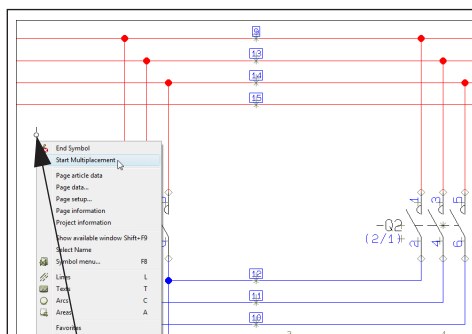 9
13
14
15
End Symbol
Start Multiplacement
Page article data
Page data...
Page setup...
Page information
Project information
Show available window Shift+F9
Select Name
Symbol menu... F8
Lines L
Texts T
Arcs C
Areas A
Favorites
1 3 5
-Q2
(2/1)
2 4 6
12
11
10